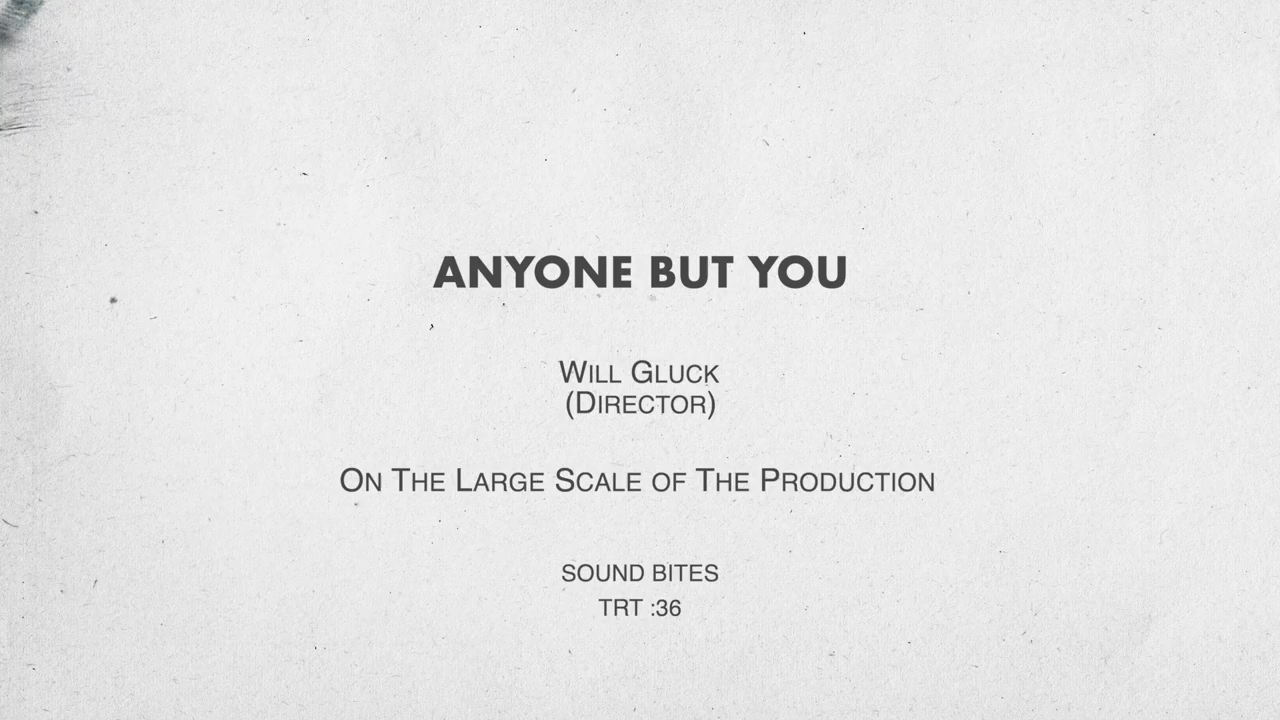 ANYONE BUT YOU
Will Gluck
(Director)
On The Large Scale of The Production
SOUND BITES
TRT :36